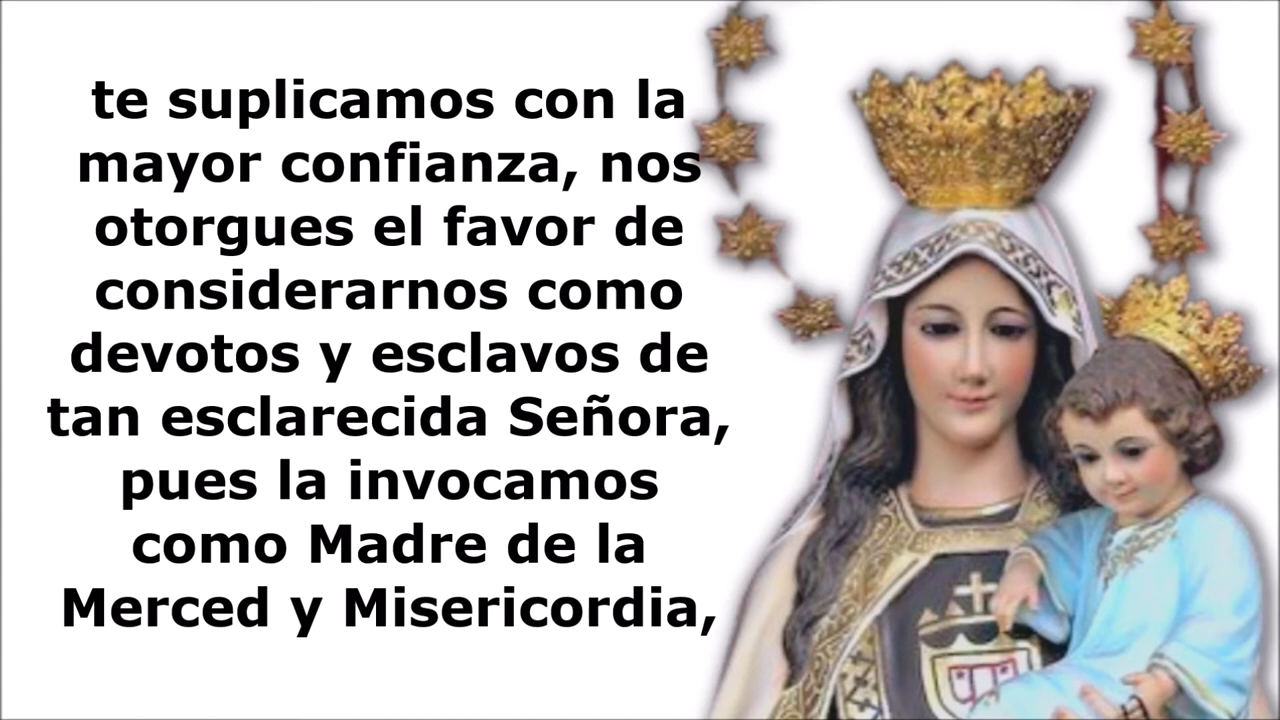 te suplicamos con la
mayor confianza, nos
otorgues el favor de
considerarnos como
devotos y esclavos de
tan esclarecida Señora,
pues la invocamos
como Madre de la
Merced y Misericordia,